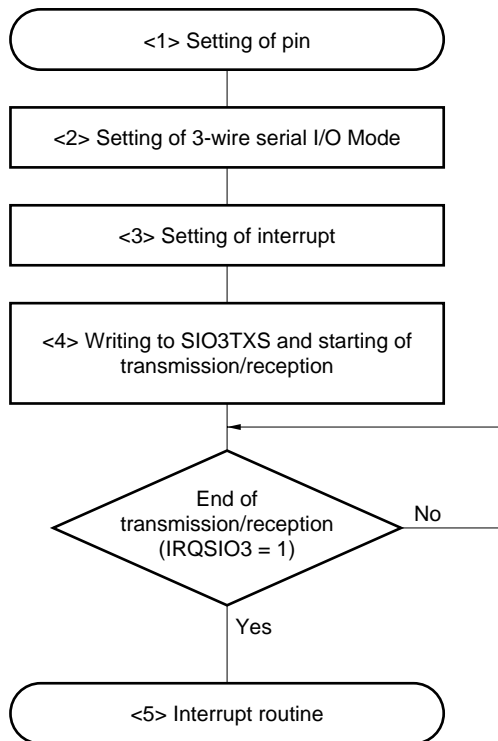 <1> Setting of pin
<2> Setting of 3-wire serial I/O Mode
<3> Setting of interrupt
<4> Writing to SIO3TXS and starting of
transmission/reception
End of
transmission/reception
(IRQSIO3 = 1)
No
Yes
<5> Interrupt routine